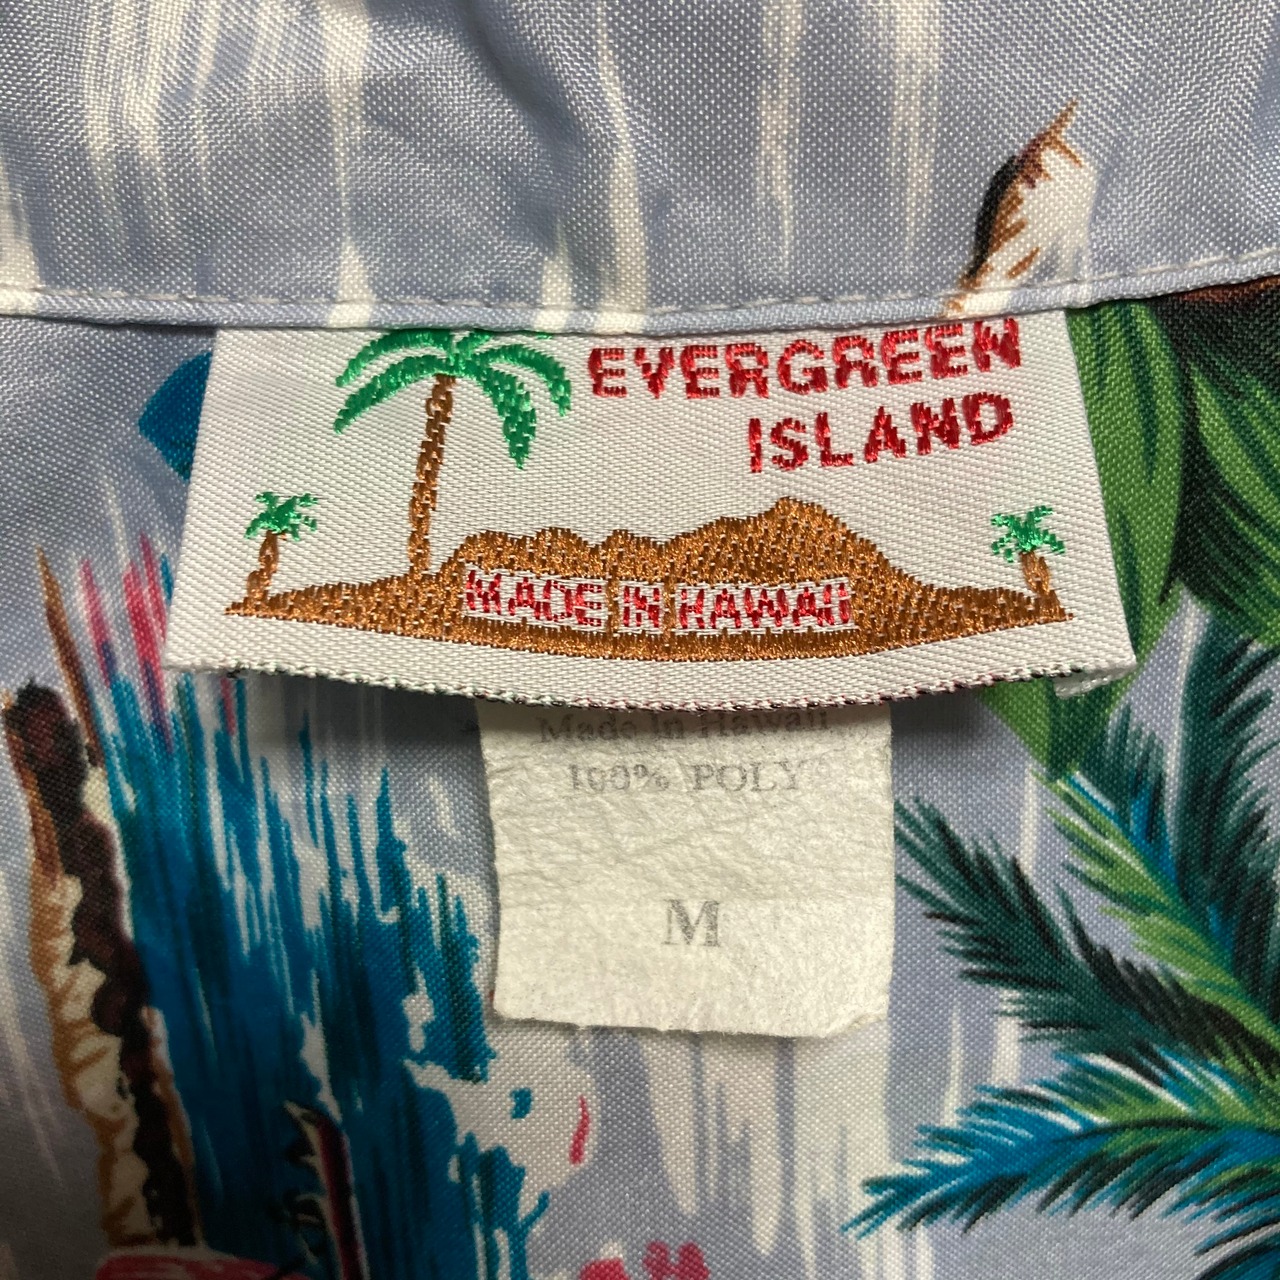 EVERGREEN
ISLAND
MADE IN HAWAII
Made In Hawaii
100% POLY
M